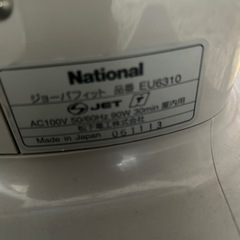 National
ジョーバフィット 品番 EU6310
JET
AC100V 50/60Hz 90W 30min 屋内用
松下電工株式会社
Made in Japan 061113